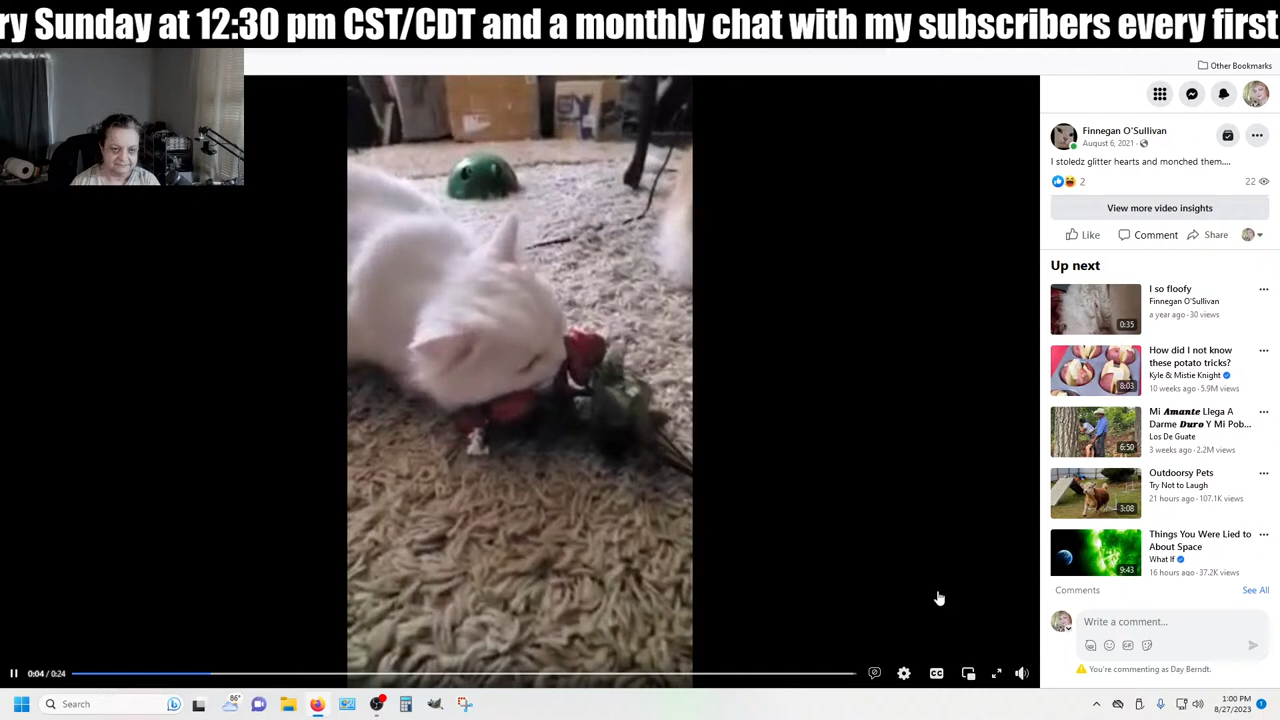 ry Sunday at 12:30 pm CST/CDT and a monthly chat with my subscribers every first
Other Bookmarks
Finnegan O'Sullivan
August 6, 2021 ·
I stoledz glitter hearts and monched them....
2
22
View more video insights
Like Comment Share
Up next
I so floofy
Finnegan O'Sullivan
a year ago · 30 views
0:35
How did I not know
these potato tricks?
Kyle & Mistie Knight
10 weeks ago · 5.9M views
8:03
Mi Amante Llega A
Darme Duro Y Mi Pob...
Los De Guate
3 weeks ago · 2.2M views
6:50
Outdoorsy Pets
Try Not to Laugh
21 hours ago · 107.1K views
3:08
Things You Were Lied to
About Space
What If
16 hours ago · 37.2K views
9:43
Comments See All
Write a comment...
GIF
You're commenting as Day Berndt.
0:04 / 0:24
CC
Search
86°
1:00 PM
8/27/2023
1